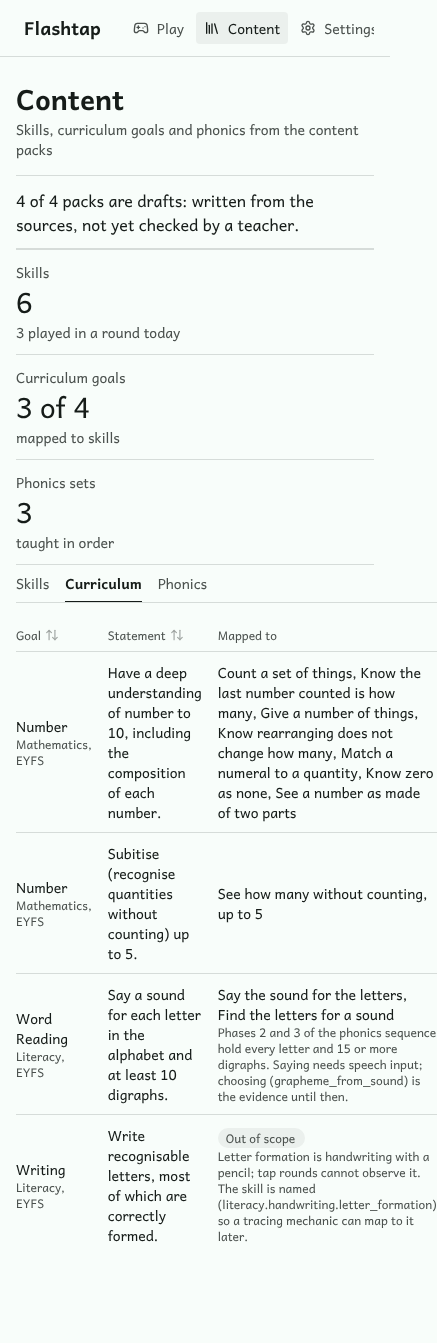 Flashtap
Play
Content
Settings
Content
Skills, curriculum goals and phonics from the content
packs
4 of 4 packs are drafts: written from the
sources, not yet checked by a teacher.
Skills
6
3 played in a round today
Curriculum goals
3 of 4
mapped to skills
Phonics sets
3
taught in order
Skills
Curriculum
Phonics
Goal
Statement
Mapped to
Number
Mathematics,
EYFS
Have a deep
understanding
of number to
10, including
the
composition
of each
number.
Count a set of things, Know the
last number counted is how
many, Give a number of things,
Know rearranging does not
change how many, Match a
numeral to a quantity, Know zero
as none, See a number as made
of two parts
Number
Mathematics,
EYFS
Subitise
(recognise
quantities
without
counting) up
to 5.
See how many without counting,
up to 5
Word
Reading
Literacy,
EYFS
Say a sound
for each letter
in the
alphabet and
at least 10
digraphs.
Say the sound for the letters,
Find the letters for a sound
Phases 2 and 3 of the phonics sequence
hold every letter and 15 or more
digraphs. Saying needs speech input;
choosing (grapheme_from_sound) is
the evidence until then.
Writing
Literacy,
EYFS
Write
recognisable
letters, most
of which are
correctly
formed.
Out of scope
Letter formation is handwriting with a
pencil; tap rounds cannot observe it.
The skill is named
(literacy.handwriting.letter_formation)
so a tracing mechanic can map to it
later.